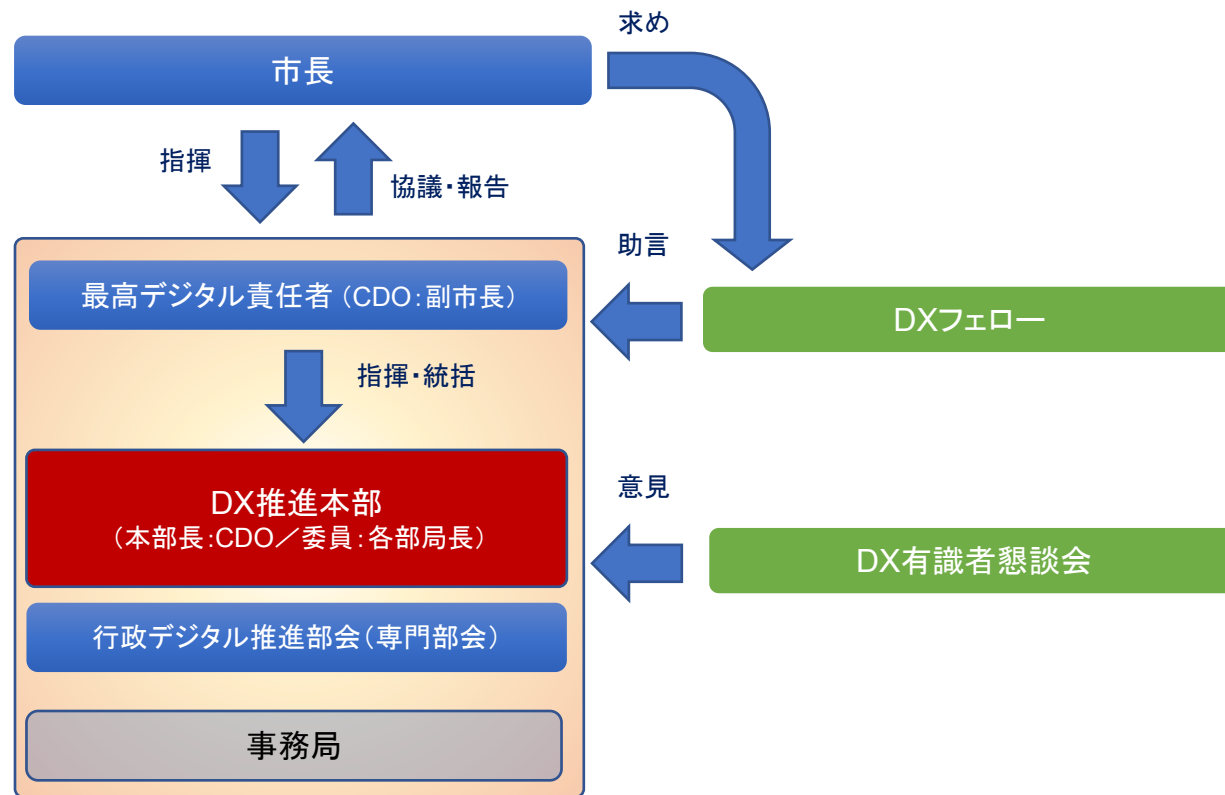 求め
市長
指揮
協議・報告
助言
最高デジタル責任者（CDO：副市長）
DXフェロー
指揮・統括
意見
DX推進本部
（本部長：CDO／委員：各部局長）
DX有識者懇談会
行政デジタル推進部会（専門部会）
事務局